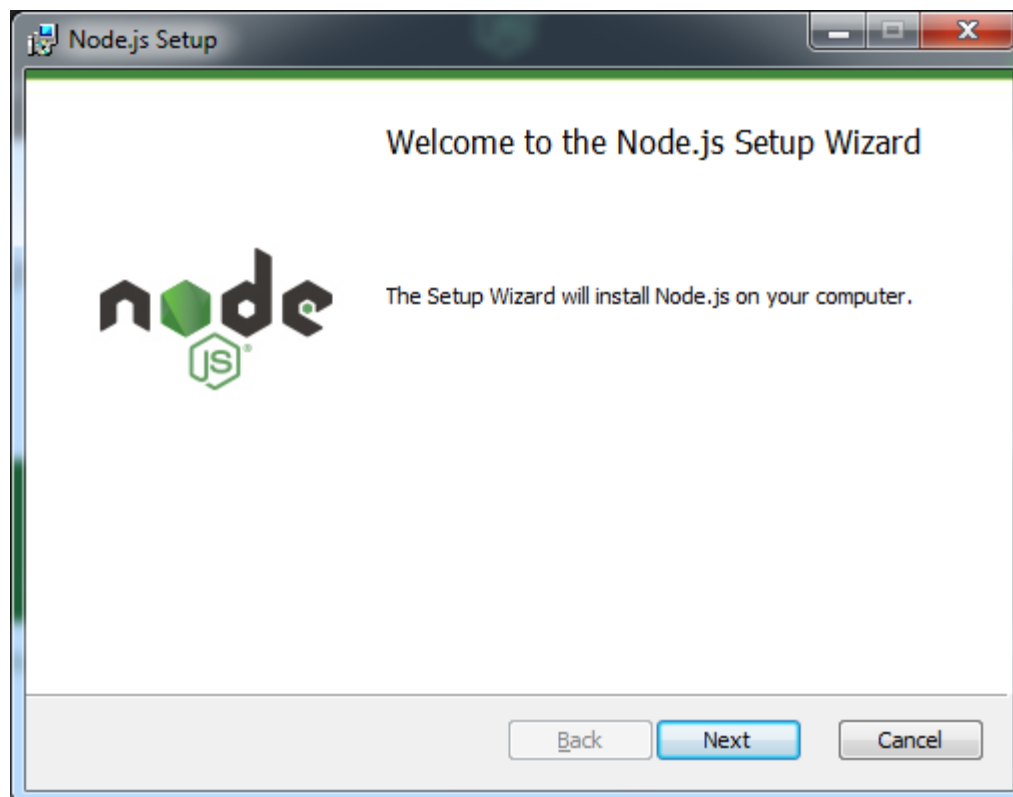 Node.js Setup
Welcome to the Node.js Setup Wizard
node
JS®
The Setup Wizard will install Node.js on your computer.
Back
Next
Cancel